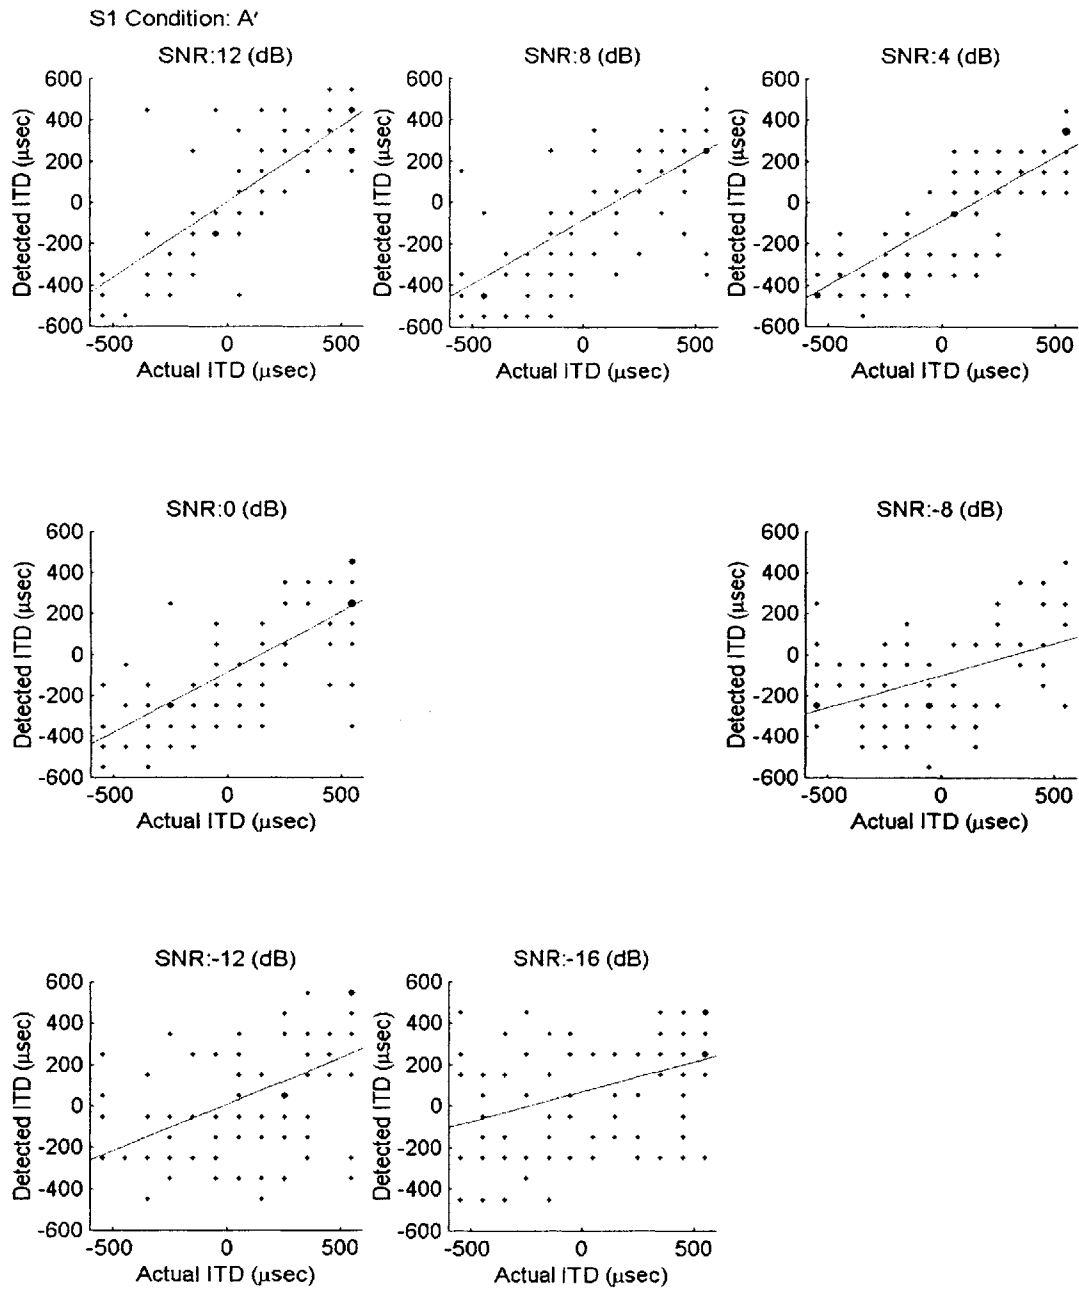 S1 Condition: A′
SNR:12 (dB)
SNR:8 (dB)
SNR:4 (dB)
Detected ITD (μsec)
600
400
200
0
-200
-400
-600
-500 0 500
Actual ITD (μsec)
Detected ITD (μsec)
600
400
200
0
-200
-400
-600
-500 0 500
Actual ITD (μsec)
Detected ITD (μsec)
600
400
200
0
-200
-400
-600
-500 0 500
Actual ITD (μsec)
SNR:0 (dB)
SNR:-8 (dB)
Detected ITD (μsec)
600
400
200
0
-200
-400
-600
-500 0 500
Actual ITD (μsec)
Detected ITD (μsec)
600
400
200
0
-200
-400
-600
-500 0 500
Actual ITD (μsec)
SNR:-12 (dB)
SNR:-16 (dB)
Detected ITD (μsec)
600
400
200
0
-200
-400
-600
-500 0 500
Actual ITD (μsec)
Detected ITD (μsec)
600
400
200
0
-200
-400
-600
-500 0 500
Actual ITD (μsec)